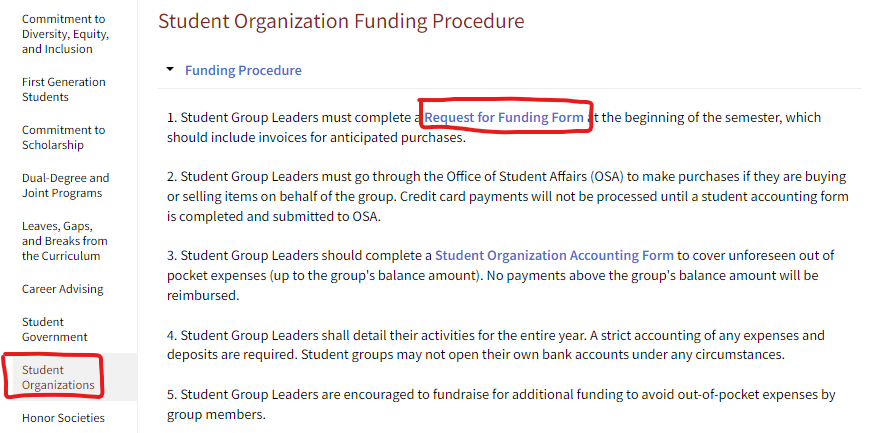 Commitment to
Diversity, Equity,
and Inclusion
First Generation
Students
Commitment to
Scholarship
Dual-Degree and
Joint Programs
Leaves, Gaps,
and Breaks from
the Curriculum
Career Advising
Student
Government
Student
Organizations
Honor Societies
Student Organization Funding Procedure
Funding Procedure
1. Student Group Leaders must complete a Request for Funding Form at the beginning of the semester, which
should include invoices for anticipated purchases.
2. Student Group Leaders must go through the Office of Student Affairs (OSA) to make purchases if they are buying
or selling items on behalf of the group. Credit card payments will not be processed until a student accounting form
is completed and submitted to OSA.
3. Student Group Leaders should complete a Student Organization Accounting Form to cover unforeseen out of
pocket expenses (up to the group's balance amount). No payments above the group's balance amount will be
reimbursed.
4. Student Group Leaders shall detail their activities for the entire year. A strict accounting of any expenses and
deposits are required. Student groups may not open their own bank accounts under any circumstances.
5. Student Group Leaders are encouraged to fundraise for additional funding to avoid out-of-pocket expenses by
group members.